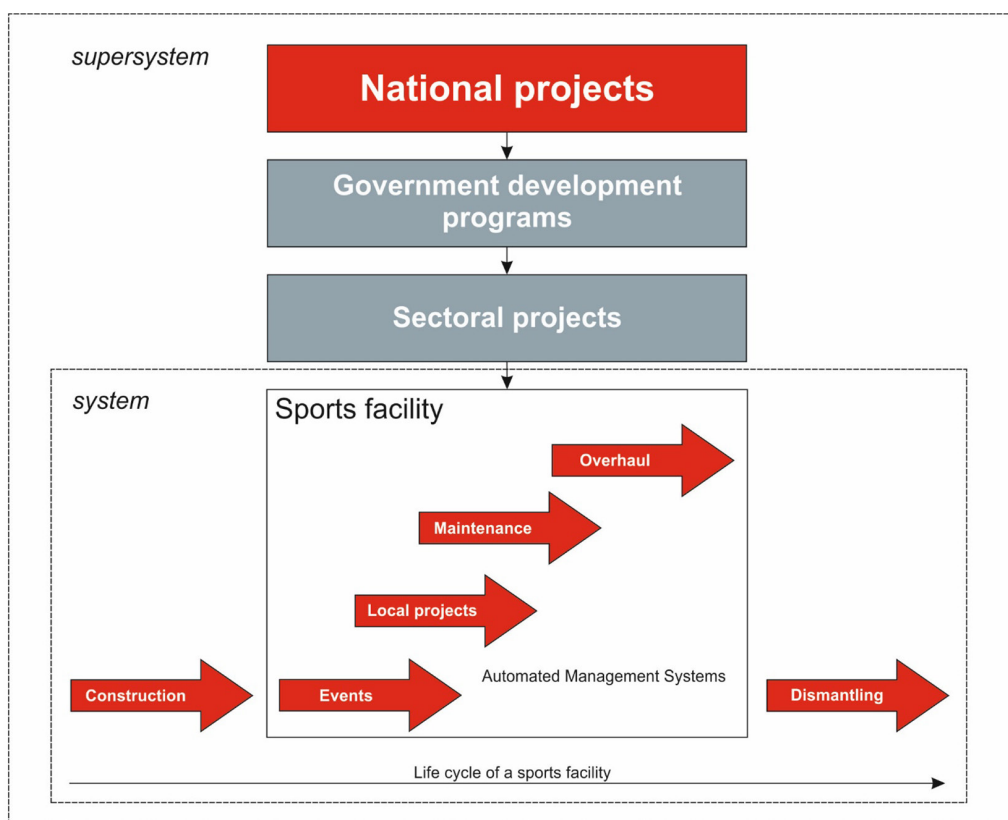 supersystem
National projects
Government development
programs
Sectoral projects
system
Sports facility
Overhaul
Maintenance
Local projects
Automated Management Systems
Construction
Events
Dismantling
Life cycle of a sports facility